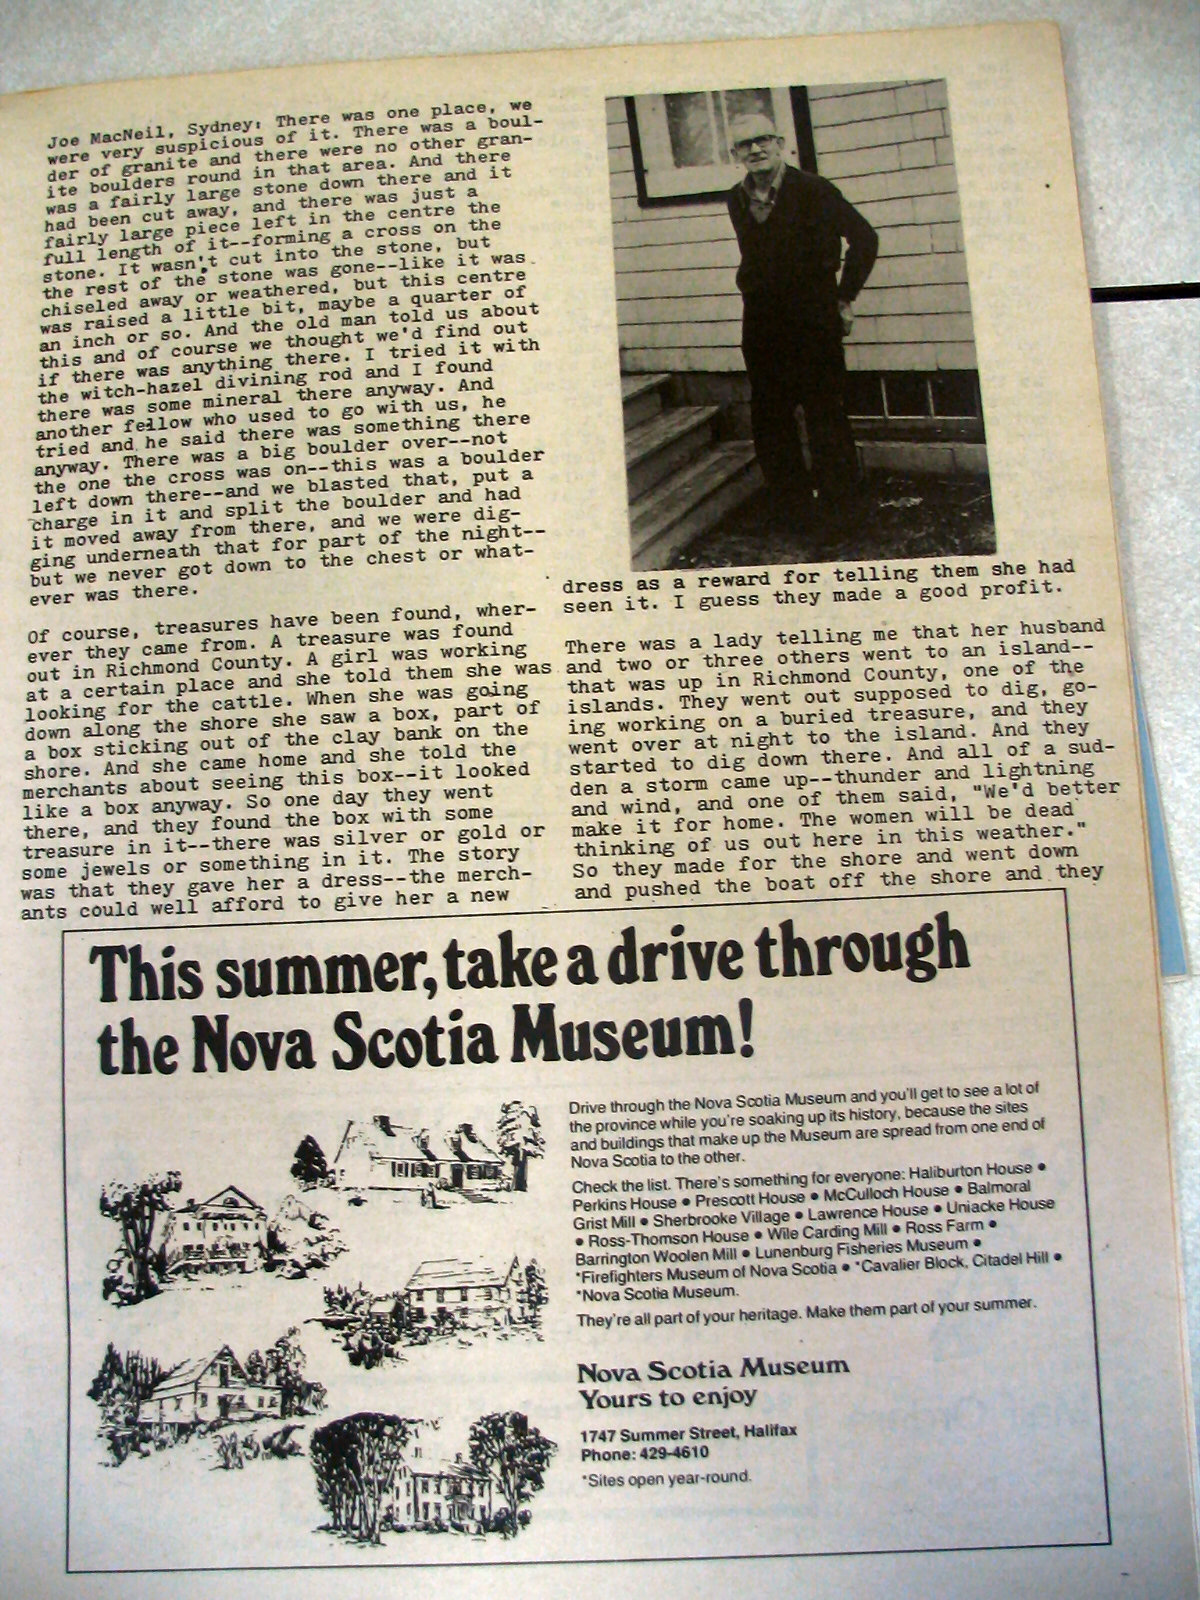 Joe MacNeil, Sydney: There was one place, we
were very suspicious of it. There was a boul-
der of granite and there were no other gran-
ite boulders round in that area. And there
was a fairly large stone down there and it
had been cut away, and there was just a
fairly large piece left in the centre the
full length of it--forming a cross on the
stone. It wasn't cut into the stone, but
the rest of the stone was gone--like it was
chiseled away or weathered, but this centre
was raised a little bit, maybe a quarter of
an inch or so. And the old man told us about
this and of course we thought we'd find out
if there was anything there. I tried it with
the witch-hazel divining rod and I found
there was some mineral there anyway. And
another fellow who used to go with us, he
tried and he said there was something there
anyway. There was a big boulder over--not
the one the cross was on--this was a boulder
left down there--and we blasted that, put a
charge in it and split the boulder and had
it moved away from there, and we were dig-
ging underneath that for part of the night--
but we never got down to the chest or what-
ever was there.
Of course, treasures have been found, wher-
ever they came from. A treasure was found
out in Richmond County. A girl was working
at a certain place and she told them she was
looking for the cattle. When she was going
down along the shore she saw a box, part of
a box sticking out of the clay bank on the
shore. And she came home and she told the
merchants about seeing this box--it looked
like a box anyway. So one day they went
there, and they found the box with some
treasure in it--there was silver or gold or
some jewels or something in it. The story
was that they gave her a dress--the merch-
ants could well afford to give her a new
dress as a reward for telling them she had
seen it. I guess they made a good profit.
There was a lady telling me that her husband
and two or three others went to an island--
that was up in Richmond County, one of the
islands. They went out supposed to dig, go-
ing working on a buried treasure, and they
went over at night to the island. And they
started to dig down there. And all of a sud-
den a storm came up--thunder and lightning
and wind, and one of them said, "We'd better
make it for home. The women will be dead
thinking of us out here in this weather."
So they made for the shore and went down
and pushed the boat off the shore and they
This summer, take a drive through
the Nova Scotia Museum!
Drive through the Nova Scotia Museum and you'll get to see a lot of
the province while you're soaking up its history, because the sites
and buildings that make up the Museum are spread from one end of
Nova Scotia to the other.
Check the list. There's something for everyone: Haliburton House •
Perkins House • Prescott House • McCulloch House • Balmoral
Grist Mill • Sherbrooke Village • Lawrence House • Uniacke House
• Ross-Thomson House • Wile Carding Mill • Ross Farm •
Barrington Woolen Mill • Lunenburg Fisheries Museum •
*Firefighters Museum of Nova Scotia • *Cavalier Block, Citadel Hill •
*Nova Scotia Museum.
They're all part of your heritage. Make them part of your summer.
Nova Scotia Museum
Yours to enjoy
1747 Summer Street, Halifax
Phone: 429-4610
*Sites open year-round.